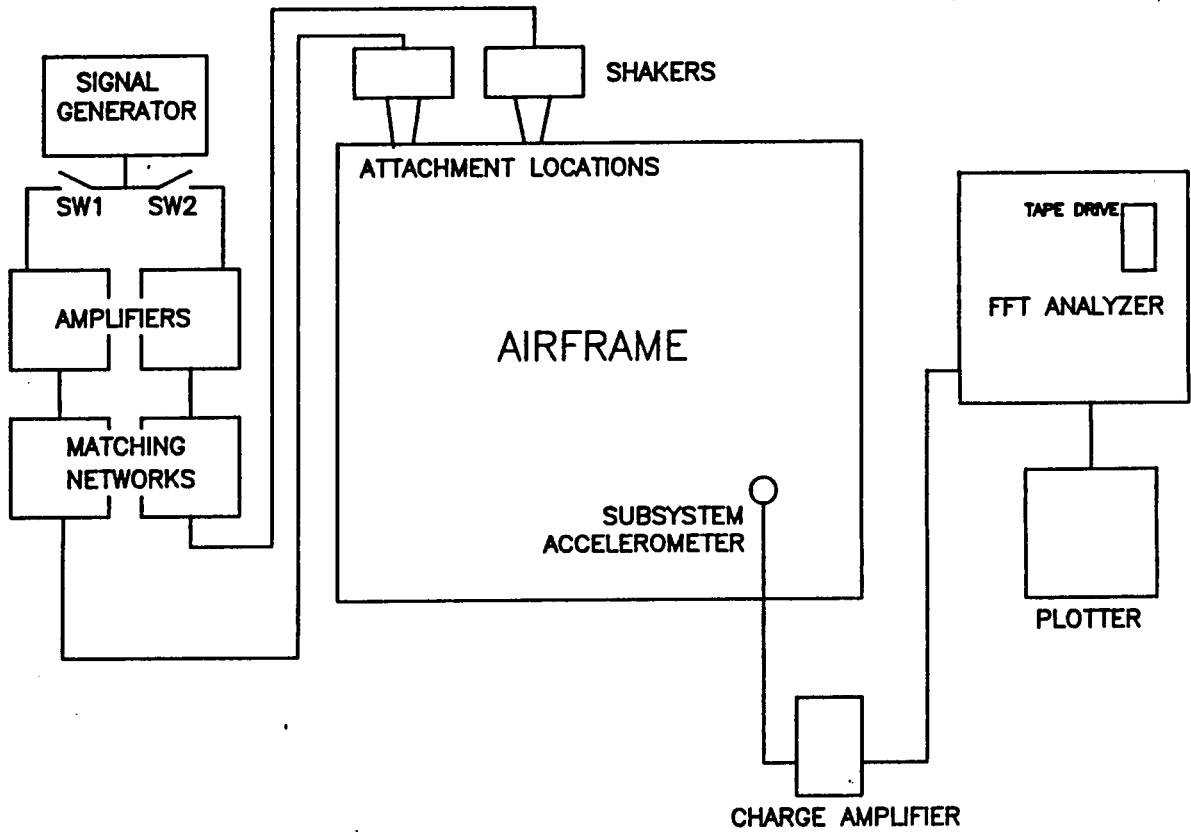 SIGNAL
GENERATOR
SW1 SW2
AMPLIFIERS
MATCHING
NETWORKS
SHAKERS
ATTACHMENT LOCATIONS
AIRFRAME
SUBSYSTEM
ACCELEROMETER
CHARGE AMPLIFIER
TAPE DRIVE
FFT ANALYZER
PLOTTER